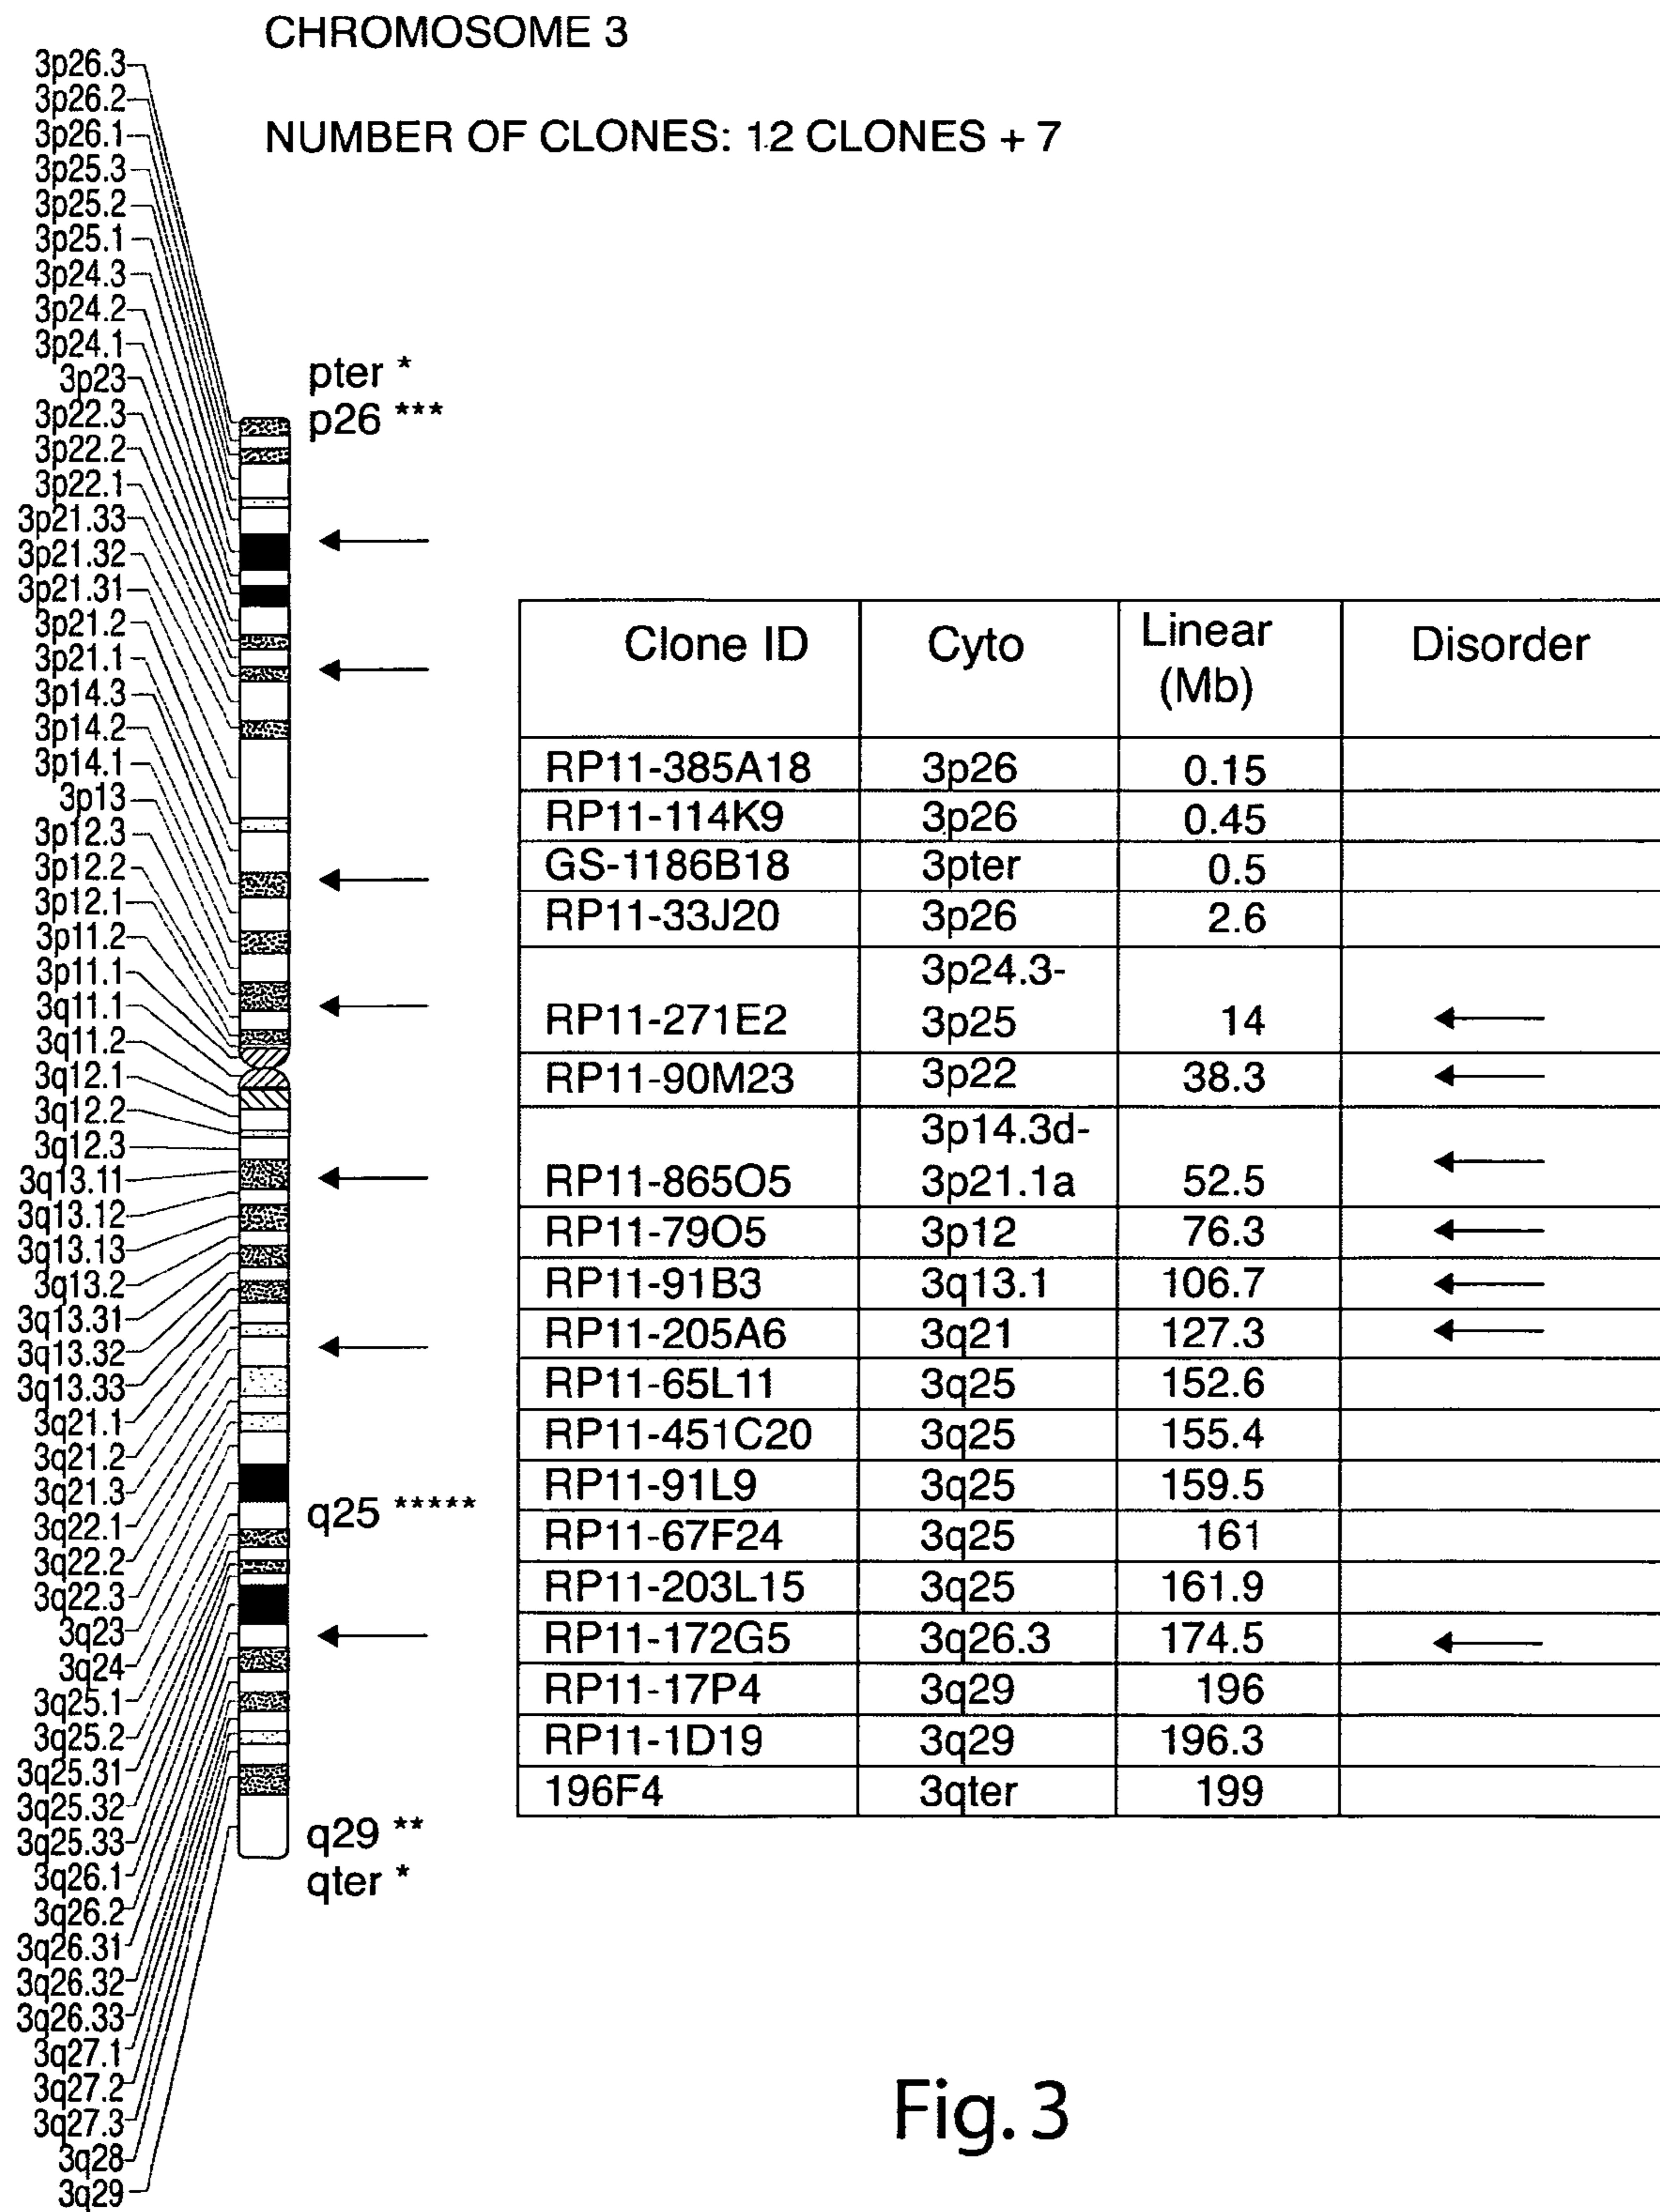 CHROMOSOME 3
NUMBER OF CLONES: 12 CLONES + 7
3p26.3
3p26.2
3p26.1
3p25.3
3p25.2
3p25.1
3p24.3
3p24.2
3p24.1
3p23
3p22.3
3p22.2
3p22.1
3p21.33
3p21.32
3p21.31
3p21.2
3p21.1
3p14.3
3p14.2
3p14.1
3p13
3p12.3
3p12.2
3p12.1
3p11.2
3p11.1
3q11.1
3q11.2
3q12.1
3q12.2
3q12.3
3q13.11
3q13.12
3q13.13
3q13.2
3q13.31
3q13.32
3q13.33
3q21.1
3q21.2
3q21.3
3q22.1
3q22.2
3q22.3
3q23
3q24
3q25.1
3q25.2
3q25.31
3q25.32
3q25.33
3q26.1
3q26.2
3q26.31
3q26.32
3q26.33
3q27.1
3q27.2
3q27.3
3q28
3q29
pter *
p26 ***
q25 *****
q29 **
qter *
Clone ID Cyto Linear (Mb) Disorder
RP11-385A18 3p26 0.15
RP11-114K9 3p26 0.45
GS-1186B18 3pter 0.5
RP11-33J20 3p26 2.6
RP11-271E2 3p24.3-3p25 14
RP11-90M23 3p22 38.3
RP11-865O5 3p14.3d-3p21.1a 52.5
RP11-79O5 3p12 76.3
RP11-91B3 3q13.1 106.7
RP11-205A6 3q21 127.3
RP11-65L11 3q25 152.6
RP11-451C20 3q25 155.4
RP11-91L9 3q25 159.5
RP11-67F24 3q25 161
RP11-203L15 3q25 161.9
RP11-172G5 3q26.3 174.5
RP11-17P4 3q29 196
RP11-1D19 3q29 196.3
196F4 3qter 199
Fig. 3